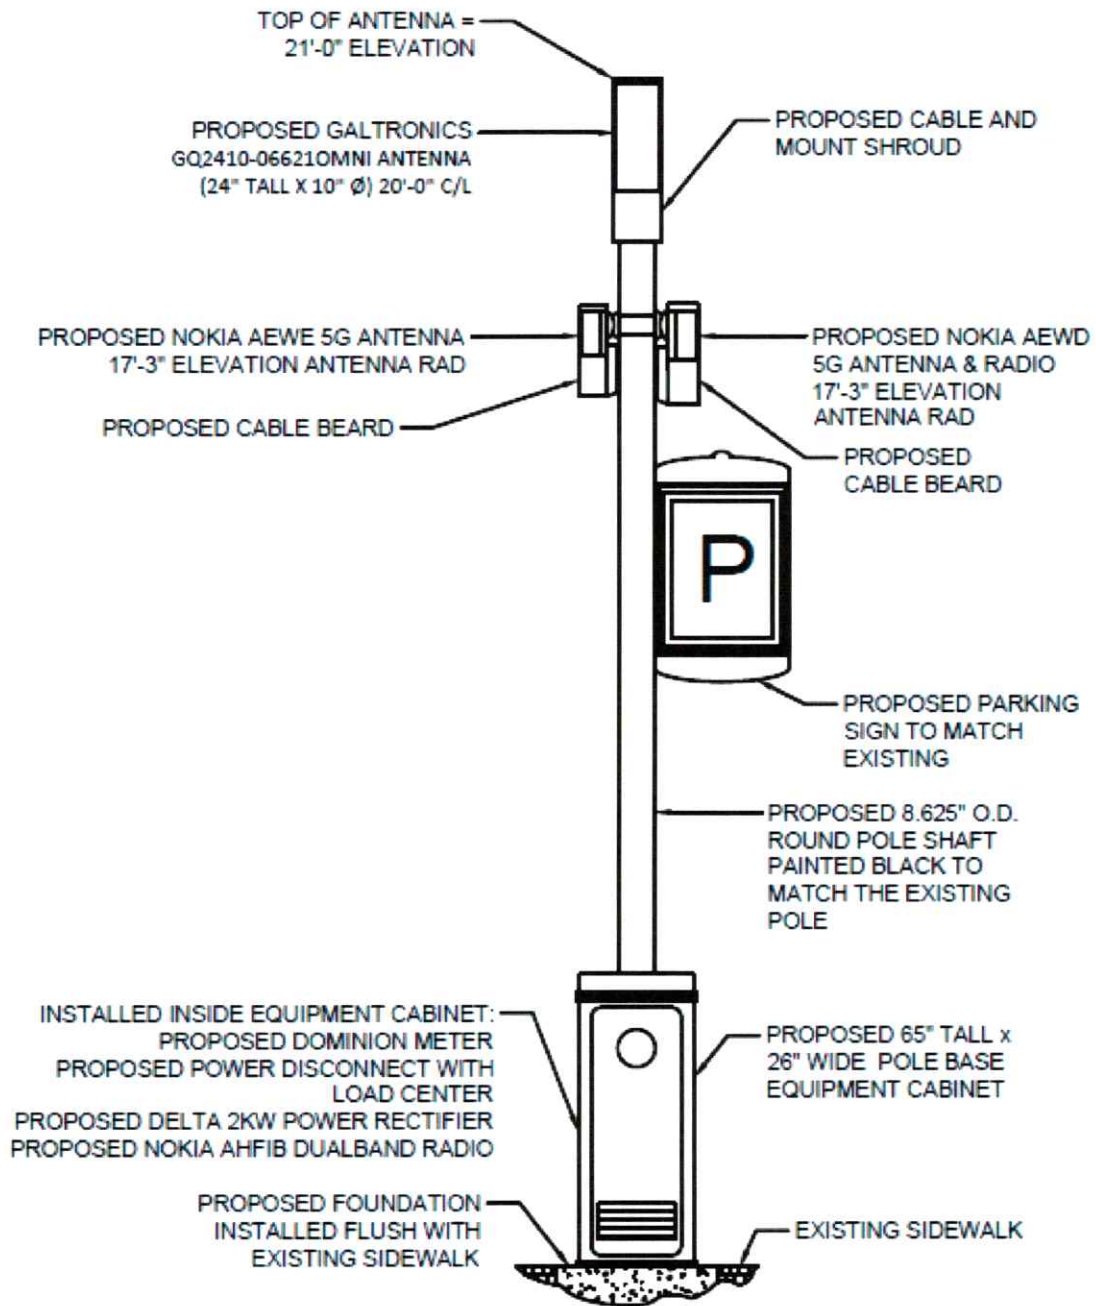 TOP OF ANTENNA =
21'-0" ELEVATION
PROPOSED GALTRONICS
GQ2410-06621OMNI ANTENNA
(24" TALL X 10" Ø) 20'-0" C/L
PROPOSED CABLE AND
MOUNT SHROUD
PROPOSED NOKIA AEWE 5G ANTENNA
17'-3" ELEVATION ANTENNA RAD
PROPOSED NOKIA AEWD
5G ANTENNA & RADIO
17'-3" ELEVATION
ANTENNA RAD
PROPOSED CABLE BEARD
PROPOSED
CABLE BEARD
P
PROPOSED PARKING
SIGN TO MATCH
EXISTING
PROPOSED 8.625" O.D.
ROUND POLE SHAFT
PAINTED BLACK TO
MATCH THE EXISTING
POLE
INSTALLED INSIDE EQUIPMENT CABINET:
PROPOSED DOMINION METER
PROPOSED POWER DISCONNECT WITH
LOAD CENTER
PROPOSED DELTA 2KW POWER RECTIFIER
PROPOSED NOKIA AHFIB DUALBAND RADIO
PROPOSED 65" TALL x
26" WIDE POLE BASE
EQUIPMENT CABINET
PROPOSED FOUNDATION
INSTALLED FLUSH WITH
EXISTING SIDEWALK
EXISTING SIDEWALK